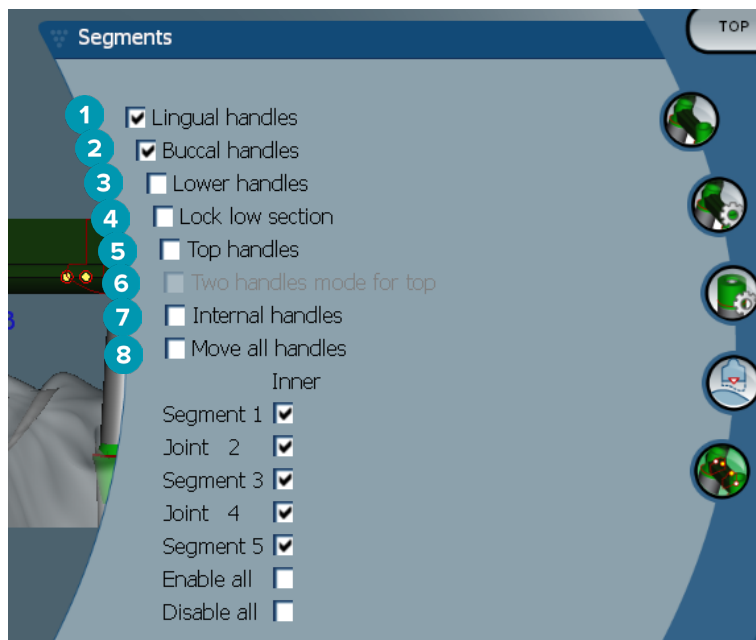 TOP
Segments
1 Lingual handles
2 Buccal handles
3 Lower handles
4 Lock low section
5 Top handles
6 Two handles mode for top
7 Internal handles
8 Move all handles
Inner
Segment 1
Joint 2
Segment 3
Joint 4
Segment 5
Enable all
Disable all